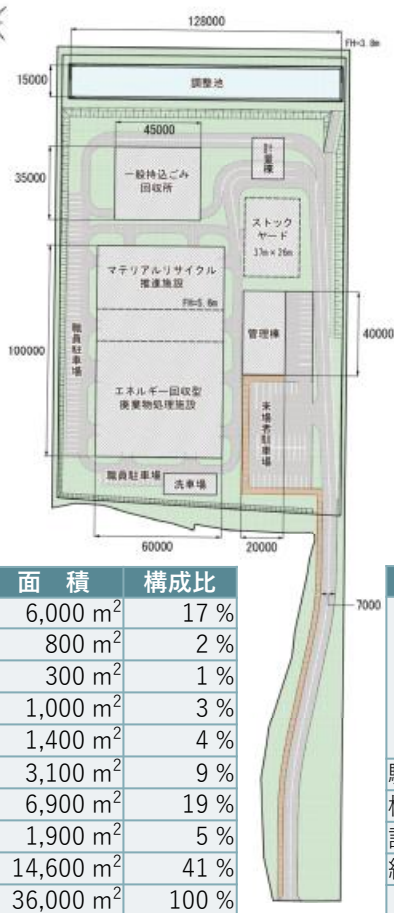 128000
FH=3.8m
15000
調整池
45000
35000
一般持込ごみ
回収所
計量棟
ストック
ヤード
17m×26m
マテリアルリサイクル
推進施設
FH=5.8m
管理棟
40000
100000
職員駐車場
エネルギー回収型
廃棄物処理施設
来場者駐車場
職員駐車場
洗車場
60000
20000
7000
面 積 構成比
6,000 m² 17 %
800 m² 2 %
300 m² 1 %
1,000 m² 3 %
1,400 m² 4 %
3,100 m² 9 %
6,900 m² 19 %
1,900 m² 5 %
14,600 m² 41 %
36,000 m² 100 %